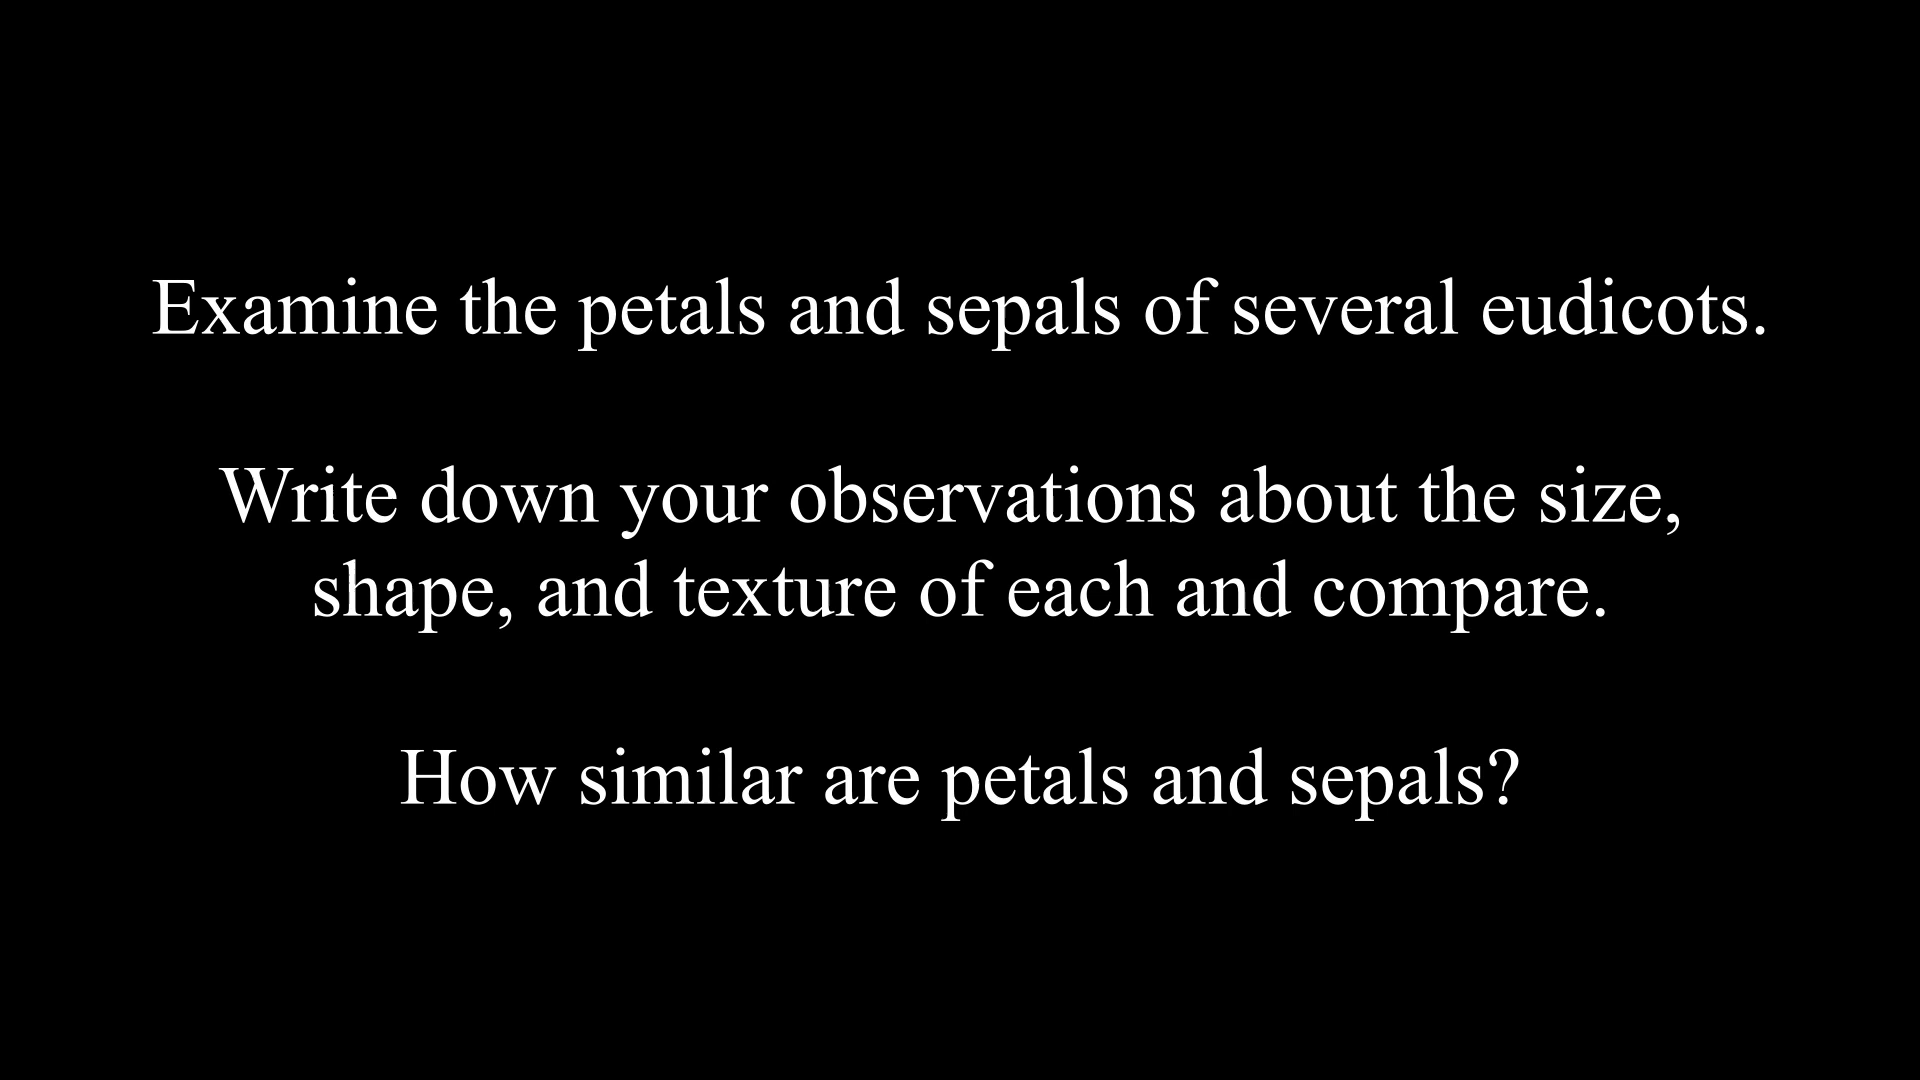 Examine the petals and sepals of several eudicots.
Write down your observations about the size,
shape, and texture of each and compare.
How similar are petals and sepals?